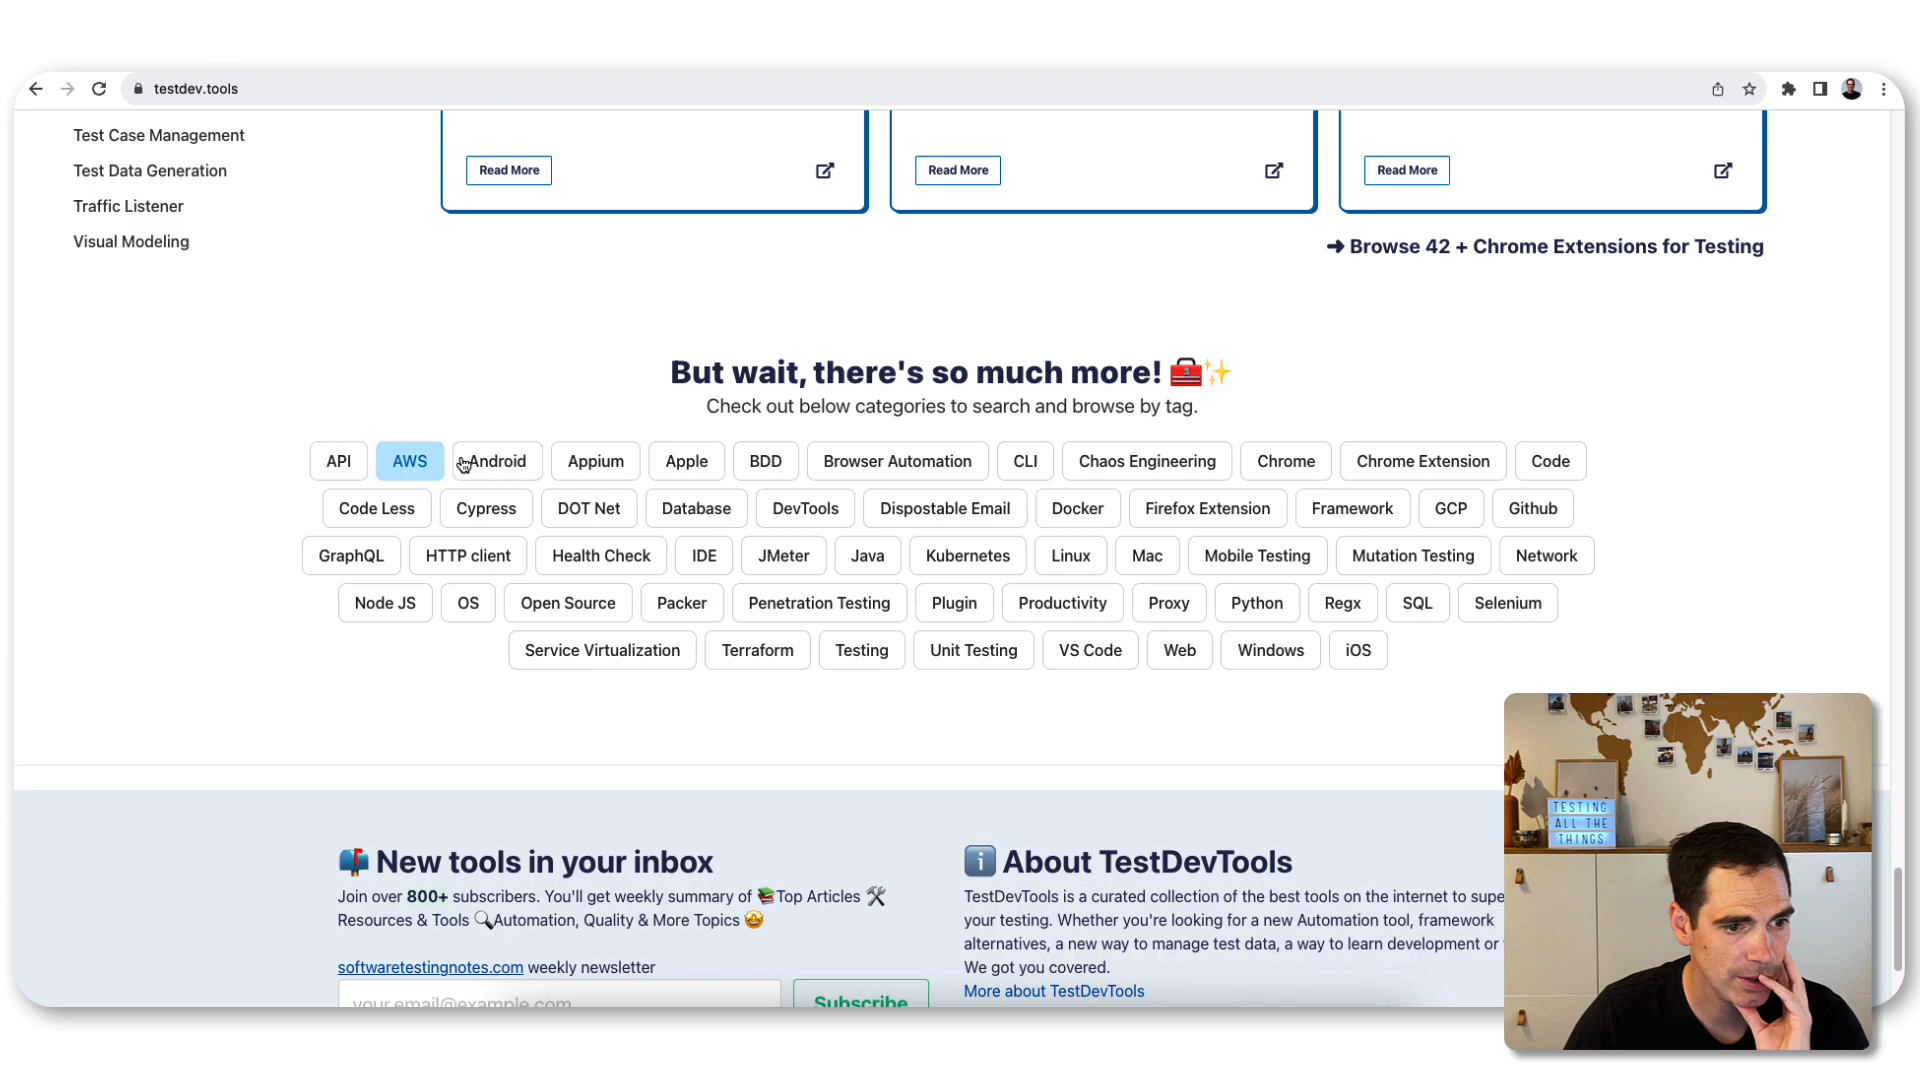 testdev.tools
Test Case Management
Test Data Generation
Traffic Listener
Visual Modeling
Read More
Read More
Read More
➜ Browse 42 + Chrome Extensions for Testing
But wait, there's so much more! 🧰✨
Check out below categories to search and browse by tag.
API AWS Android Appium Apple BDD Browser Automation CLI Chaos Engineering Chrome Chrome Extension Code
Code Less Cypress DOT Net Database DevTools Dispostable Email Docker Firefox Extension Framework GCP Github
GraphQL HTTP client Health Check IDE JMeter Java Kubernetes Linux Mac Mobile Testing Mutation Testing Network
Node JS OS Open Source Packer Penetration Testing Plugin Productivity Proxy Python Regx SQL Selenium
Service Virtualization Terraform Testing Unit Testing VS Code Web Windows iOS
📫 New tools in your inbox
Join over 800+ subscribers. You'll get weekly summary of 📚Top Articles 🛠
Resources & Tools 🔍Automation, Quality & More Topics 🤩
softwaretestingnotes.com weekly newsletter
your.email@example.com
Subscribe
ℹ️ About TestDevTools
TestDevTools is a curated collection of the best tools on the internet to supe
your testing. Whether you're looking for a new Automation tool, framework
alternatives, a new way to manage test data, a way to learn development or
We got you covered.
More about TestDevTools
TESTING
ALL THE
THINGS